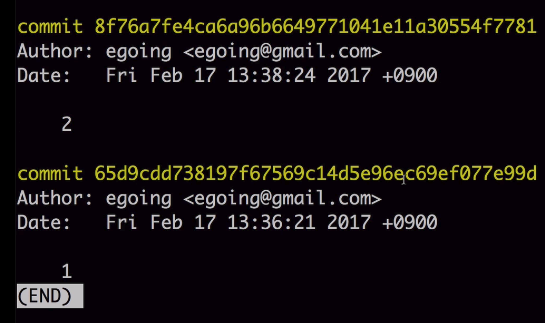 commit 8f76a7fe4ca6a96b6649771041e11a30554f7781
Author: egoing <egoing@gmail.com>
Date:   Fri Feb 17 13:38:24 2017 +0900
2
commit 65d9cdd738197f67569c14d5e96ec69ef077e99d
Author: egoing <egoing@gmail.com>
Date:   Fri Feb 17 13:36:21 2017 +0900
1
(END)